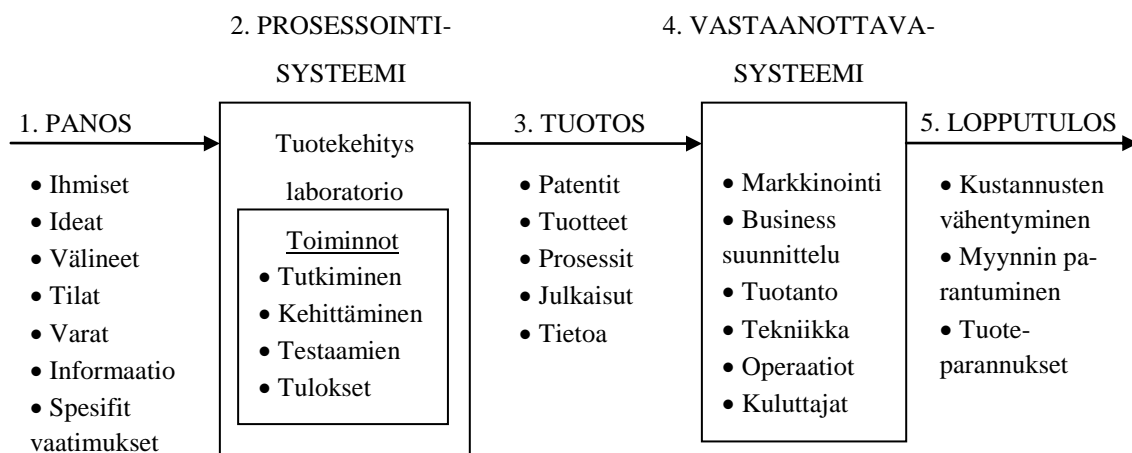 1. PANOS
• Ihmiset
• Ideat
• Välineet
• Tilat
• Varat
• Informaatio
• Spesifit
vaatimukset
2. PROSESSOINTI-
SYSTEEMI
Tuotekehitys
laboratorio
Toiminnot
• Tutkiminen
• Kehittäminen
• Testaamien
• Tulokset
3. TUOTOS
• Patentit
• Tuotteet
• Prosessit
• Julkaisut
• Tietoa
4. VASTAANOTTAVA-
SYSTEEMI
• Markkinointi
• Business
suunnittelu
• Tuotanto
• Tekniikka
• Operaatiot
• Kuluttajat
5. LOPPUTULOS
• Kustannusten
vähentyminen
• Myynnin pa-
rantuminen
• Tuote-
parannukset